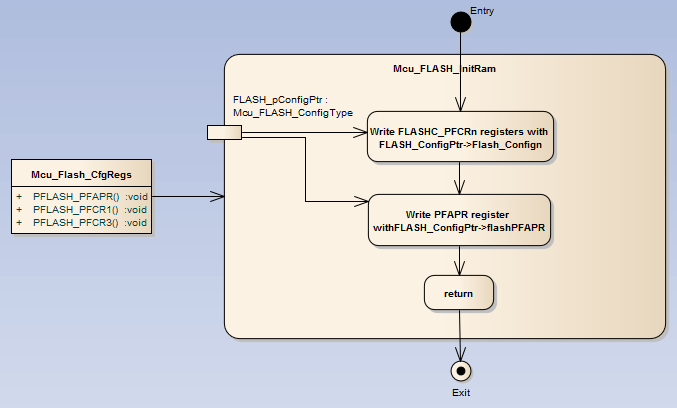 Entry
Mcu_FLASH_InitRam
FLASH_pConfigPtr :
Mcu_FLASH_ConfigType
Write FLASHC_PFCRn registers with
FLASH_ConfigPtr->Flash_Confign
Mcu_Flash_CfgRegs
+ PFLASH_PFAPR() :void
+ PFLASH_PFCR1() :void
+ PFLASH_PFCR3() :void
Write PFAPR register
withFLASH_ConfigPtr->flashPFAPR
return
Exit